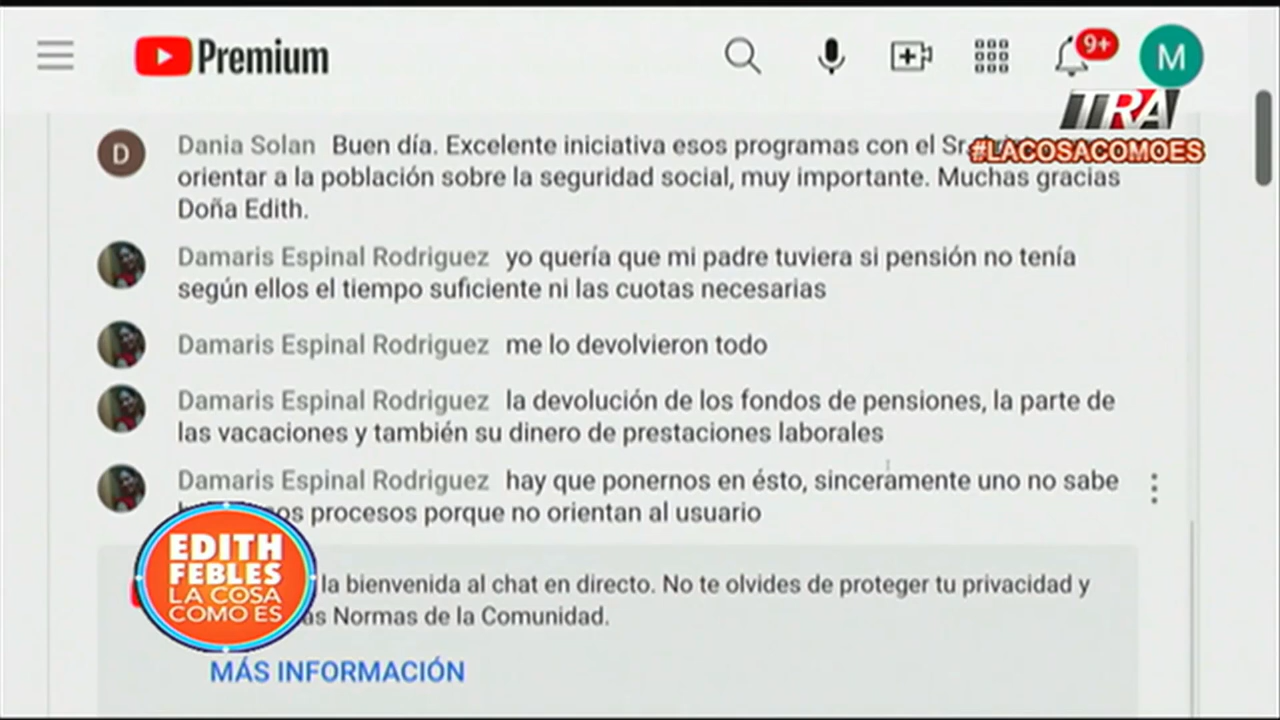 Premium
9+
M
TRA
#LACOSACOMOES
D
Dania Solan Buen día. Excelente iniciativa esos programas con el Sr.
orientar a la población sobre la seguridad social, muy importante. Muchas gracias
Doña Edith.
Damaris Espinal Rodriguez yo quería que mi padre tuviera si pensión no tenía
según ellos el tiempo suficiente ni las cuotas necesarias
Damaris Espinal Rodriguez me lo devolvieron todo
Damaris Espinal Rodriguez la devolución de los fondos de pensiones, la parte de
las vacaciones y también su dinero de prestaciones laborales
Damaris Espinal Rodriguez hay que ponernos en ésto, sinceramente uno no sabe
procesos porque no orientan al usuario
EDITH
FEBLES
LA COSA
COMO ES
la bienvenida al chat en directo. No te olvides de proteger tu privacidad y
Normas de la Comunidad.
MÁS INFORMACIÓN